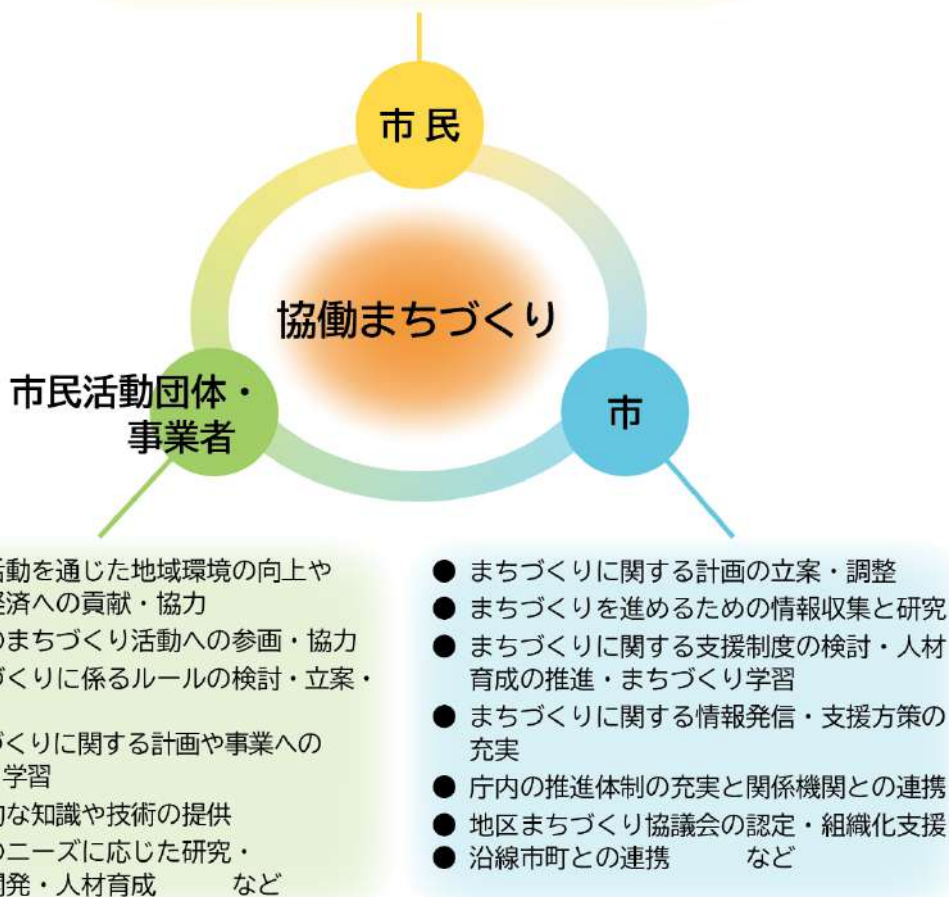 市民
協働まちづくり
市民活動団体・
事業者
市
活動を通じた地域環境の向上や
経済への貢献・協力
のまちづくり活動への参画・協力
づくりに係るルールの検討・立案・
づくりに関する計画や事業への
学習
的な知識や技術の提供
のニーズに応じた研究・
開発・人材育成 など
● まちづくりに関する計画の立案・調整
● まちづくりを進めるための情報収集と研究
● まちづくりに関する支援制度の検討・人材
育成の推進・まちづくり学習
● まちづくりに関する情報発信・支援方策の
充実
● 庁内の推進体制の充実と関係機関との連携
● 地区まちづくり協議会の認定・組織化支援
● 沿線市町との連携 など